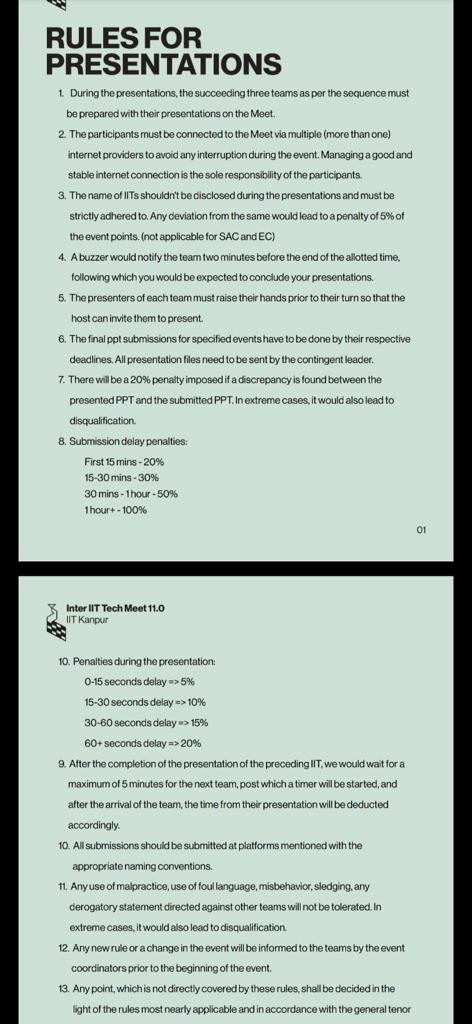 RULES FOR
PRESENTATIONS
1. During the presentations, the succeeding three teams as per the sequence must
be prepared with their presentations on the Meet.
2. The participants must be connected to the Meet via multiple (more than one)
internet providers to avoid any interruption during the event. Managing a good and
stable internet connection is the sole responsibility of the participants.
3. The name of IITs shouldn't be disclosed during the presentations and must be
strictly adhered to. Any deviation from the same would lead to a penalty of 5% of
the event points. (not applicable for SAC and EC)
4. A buzzer would notify the team two minutes before the end of the allotted time,
following which you would be expected to conclude your presentations.
5. The presenters of each team must raise their hands prior to their turn so that the
host can invite them to present.
6. The final ppt submissions for specified events have to be done by their respective
deadlines. All presentation files need to be sent by the contingent leader.
7. There will be a 20% penalty imposed if a discrepancy is found between the
presented PPT and the submitted PPT. In extreme cases, it would also lead to
disqualification.
8. Submission delay penalties:
First 15 mins - 20%
15-30 mins - 30%
30 mins - 1 hour - 50%
1 hour+ - 100%
01
Inter IIT Tech Meet 11.0
IIT Kanpur
10. Penalties during the presentation:
0-15 seconds delay => 5%
15-30 seconds delay => 10%
30-60 seconds delay => 15%
60+ seconds delay => 20%
9. After the completion of the presentation of the preceding IIT, we would wait for a
maximum of 5 minutes for the next team, post which a timer will be started, and
after the arrival of the team, the time from their presentation will be deducted
accordingly.
10. All submissions should be submitted at platforms mentioned with the
appropriate naming conventions.
11. Any use of malpractice, use of foul language, misbehavior, sledging, any
derogatory statement directed against other teams will not be tolerated. In
extreme cases, it would also lead to disqualification.
12. Any new rule or a change in the event will be informed to the teams by the event
coordinators prior to the beginning of the event.
13. Any point, which is not directly covered by these rules, shall be decided in the
light of the rules most nearly applicable and in accordance with the general tenor